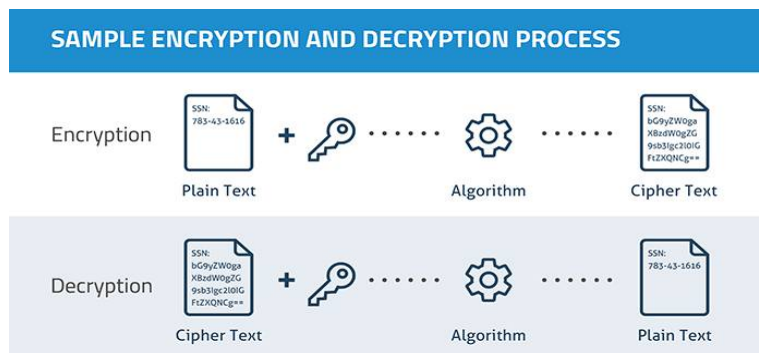 SAMPLE ENCRYPTION AND DECRYPTION PROCESS
Encryption
SSN:
783-43-1616
+
SSN:
bG9yZW0ga
XBzdW0gZG
9sb3Igc2l0IG
FtZXQNCg==
Plain Text
Algorithm
Cipher Text
Decryption
SSN:
bG9yZW0ga
XBzdW0gZG
9sb3Igc2l0IG
FtZXQNCg==
+
SSN:
783-43-1616
Cipher Text
Algorithm
Plain Text